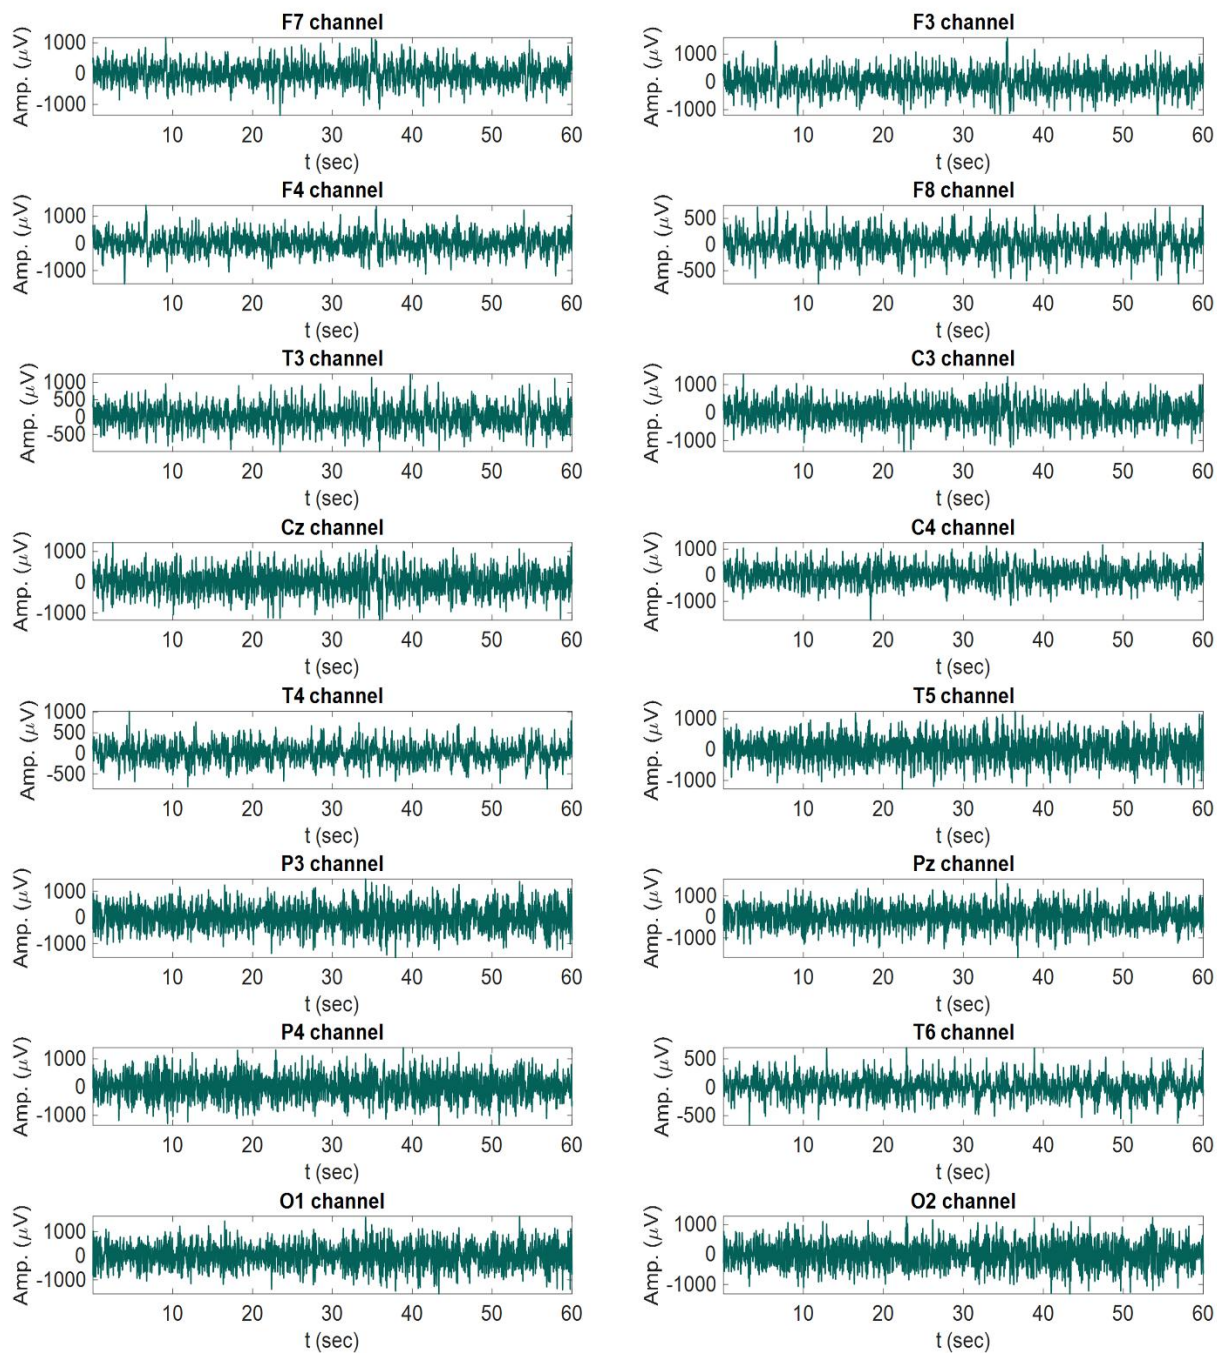 F7 channel
Amp. (μV)
1000
0
-1000
10 20 30 40 50 60
t (sec)
F3 channel
Amp. (μV)
1000
0
-1000
10 20 30 40 50 60
t (sec)
F4 channel
Amp. (μV)
1000
0
-1000
10 20 30 40 50 60
t (sec)
F8 channel
Amp. (μV)
500
0
-500
10 20 30 40 50 60
t (sec)
T3 channel
Amp. (μV)
1000
500
0
-500
10 20 30 40 50 60
t (sec)
C3 channel
Amp. (μV)
1000
0
-1000
10 20 30 40 50 60
t (sec)
Cz channel
Amp. (μV)
1000
0
-1000
10 20 30 40 50 60
t (sec)
C4 channel
Amp. (μV)
1000
0
-1000
10 20 30 40 50 60
t (sec)
T4 channel
Amp. (μV)
1000
500
0
-500
10 20 30 40 50 60
t (sec)
T5 channel
Amp. (μV)
1000
0
-1000
10 20 30 40 50 60
t (sec)
P3 channel
Amp. (μV)
1000
0
-1000
10 20 30 40 50 60
t (sec)
Pz channel
Amp. (μV)
1000
0
-1000
10 20 30 40 50 60
t (sec)
P4 channel
Amp. (μV)
1000
0
-1000
10 20 30 40 50 60
t (sec)
T6 channel
Amp. (μV)
500
0
-500
10 20 30 40 50 60
t (sec)
O1 channel
Amp. (μV)
1000
0
-1000
10 20 30 40 50 60
t (sec)
O2 channel
Amp. (μV)
1000
0
-1000
10 20 30 40 50 60
t (sec)